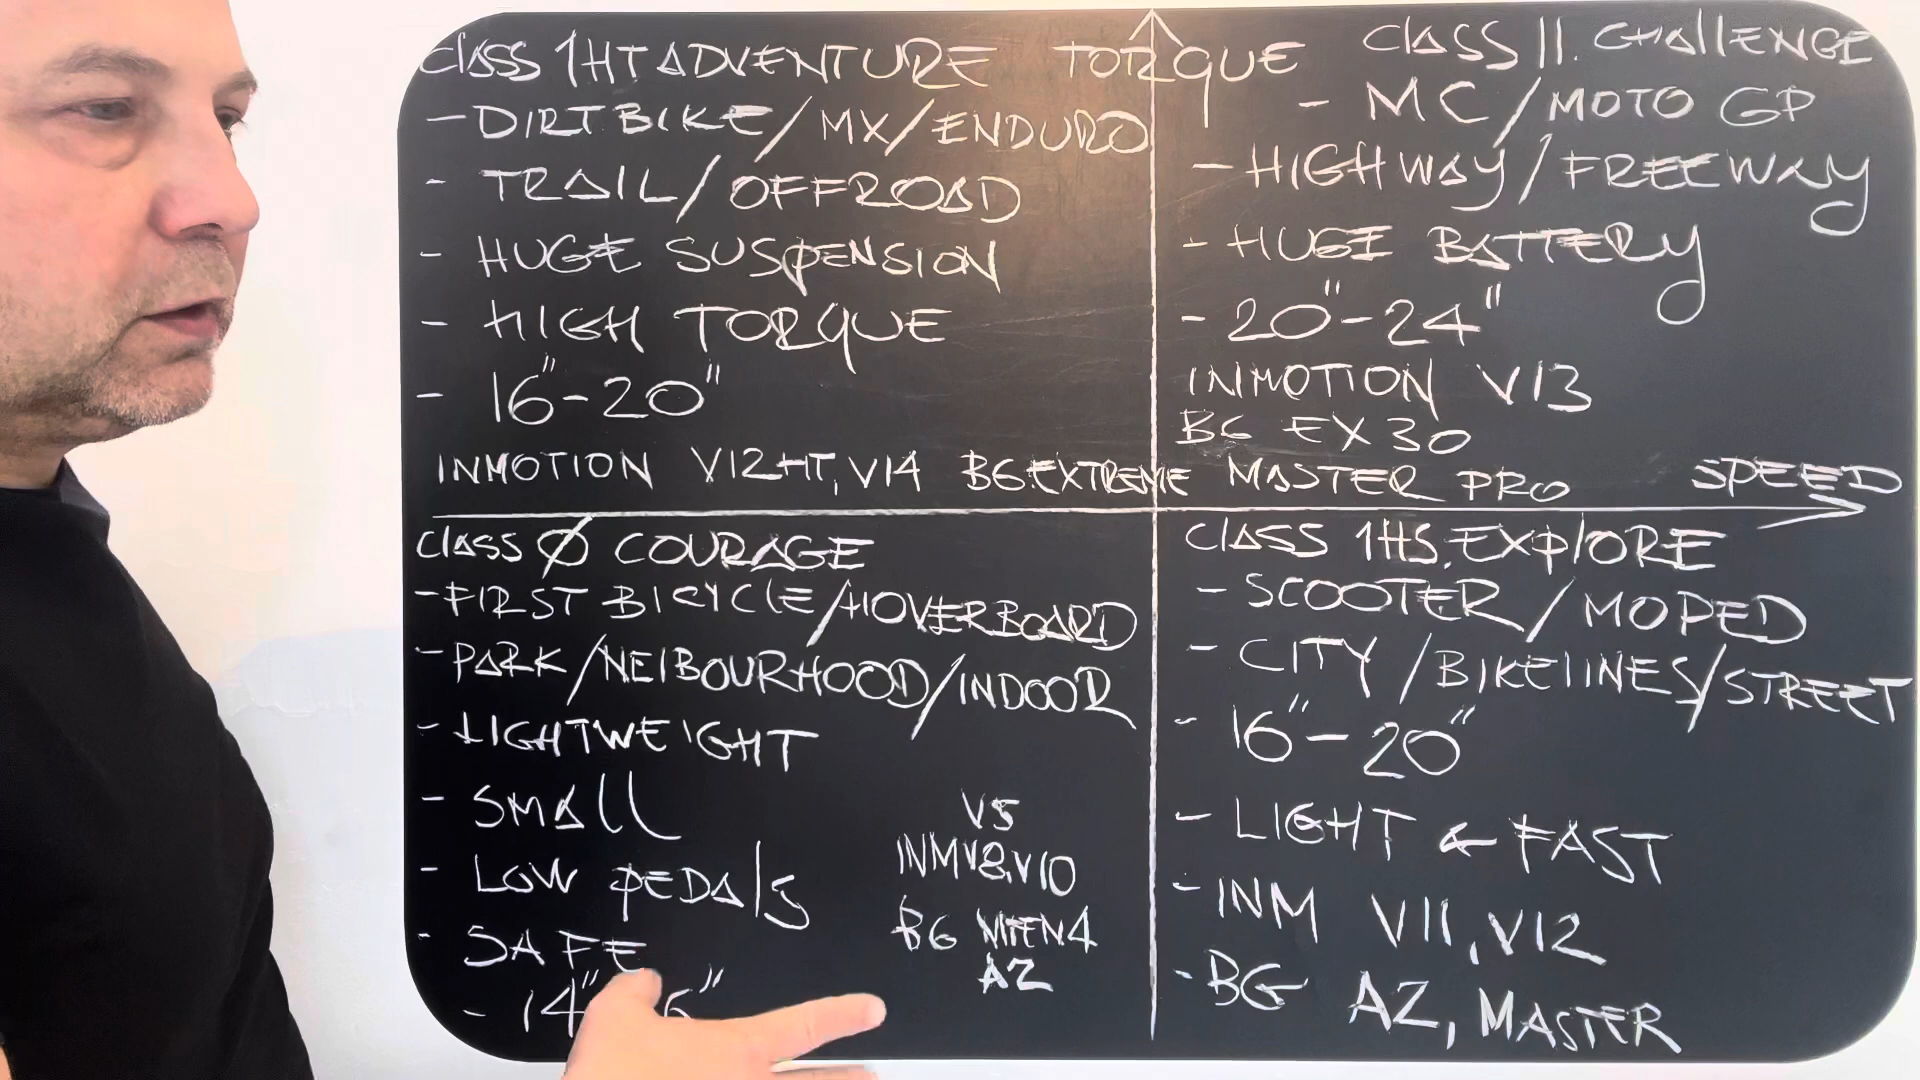 CLASS 1HT ADVENTURE
- DIRT BIKE/MX/ENDURO
- TRAIL/OFFROAD
- HUGE SUSPENSION
- HIGH TORQUE
- 16"-20"
INMOTION V12HT, V14 BG EXTREME
TORQUE
CLASS II. CHALLENGE
- MC/MOTO GP
- HIGHWAY/FREEWAY
- HUGE BATTERY
- 20"-24"
INMOTION V13
BG EX30
MASTER PRO
SPEED
CLASS Ø COURAGE
- FIRST BICYCLE/HOVERBOARD
- PARK/NEIBOURHOOD/INDOOR
- LIGHTWEIGHT
- SMALL
- LOW PEDALS
- SAFE
- 14" 6"
V5
INM V8, V10
BG MTEN4
A2
CLASS 1HS. EXPLORE
- SCOOTER/MOPED
- CITY/BIKELINES/STREET
- 16"-20"
- LIGHT & FAST
- INM V11, V12
- BG A2, MASTER